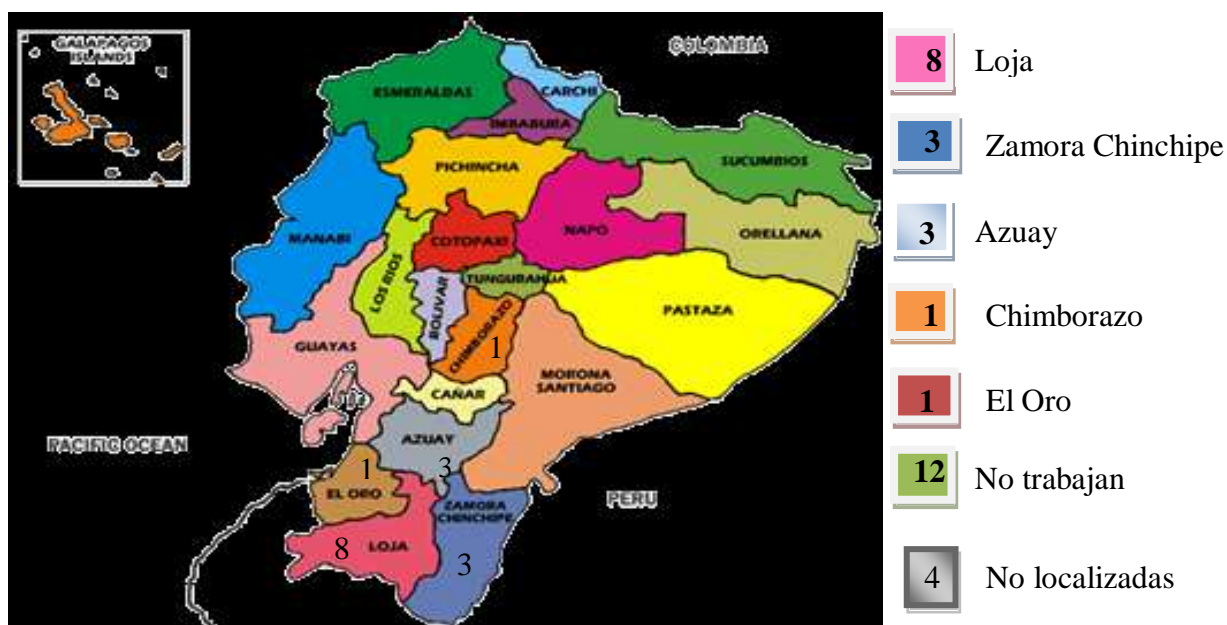 GALAPAGOS
ISLANDS
COLOMBIA
ESMERALDAS
CARCHI
IMBABURA
SUCUMBIOS
PICHINCHA
MANABI
COTOPAXI
NAPO
ORELLANA
LOS RIOS
TUNGURAHUA
BOLIVAR
CHIMBORAZO
1
PASTAZA
GUAYAS
MORONA
SANTIAGO
CAÑAR
PACIFIC OCEAN
AZUAY
3
1
EL ORO
ZAMORA
CHINCHIPE
PERU
8 LOJA
3
8 Loja
3 Zamora Chinchipe
3 Azuay
1 Chimborazo
1 El Oro
12 No trabajan
4 No localizadas